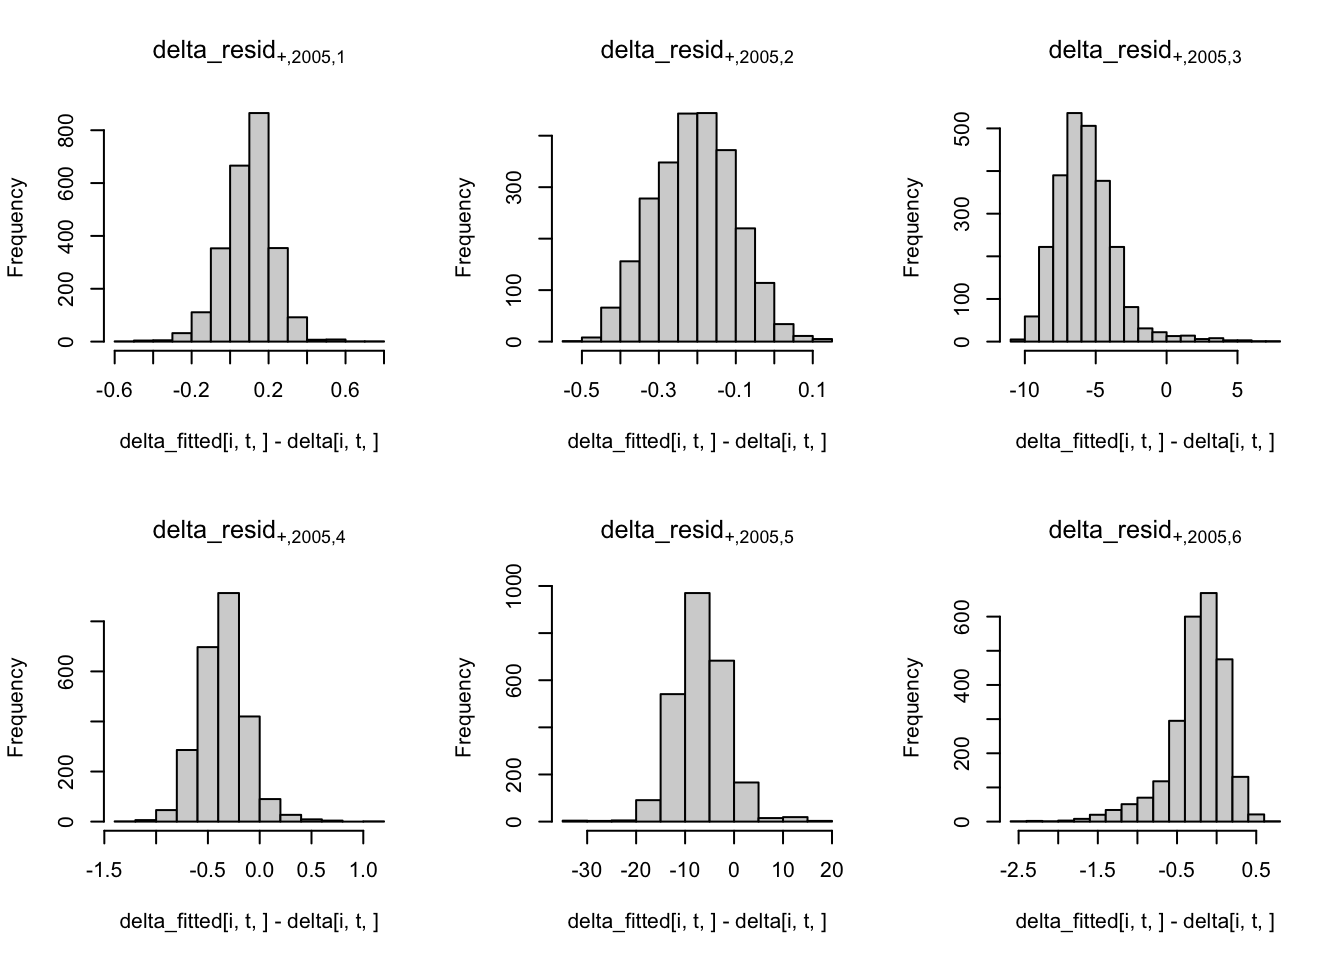 delta_resid+,2005,1
Frequency
0 200 400 600 800
-0.6 -0.2 0.2 0.6
delta_fitted[i, t, ] - delta[i, t, ]
delta_resid+,2005,2
Frequency
0 100 300
-0.5 -0.3 -0.1 0.1
delta_fitted[i, t, ] - delta[i, t, ]
delta_resid+,2005,3
Frequency
0 100 300 500
-10 -5 0 5
delta_fitted[i, t, ] - delta[i, t, ]
delta_resid+,2005,4
Frequency
0 200 600
-1.5 -0.5 0.0 0.5 1.0
delta_fitted[i, t, ] - delta[i, t, ]
delta_resid+,2005,5
Frequency
0 200 600 1000
-30 -20 -10 0 10 20
delta_fitted[i, t, ] - delta[i, t, ]
delta_resid+,2005,6
Frequency
0 200 400 600
-2.5 -1.5 -0.5 0.5
delta_fitted[i, t, ] - delta[i, t, ]